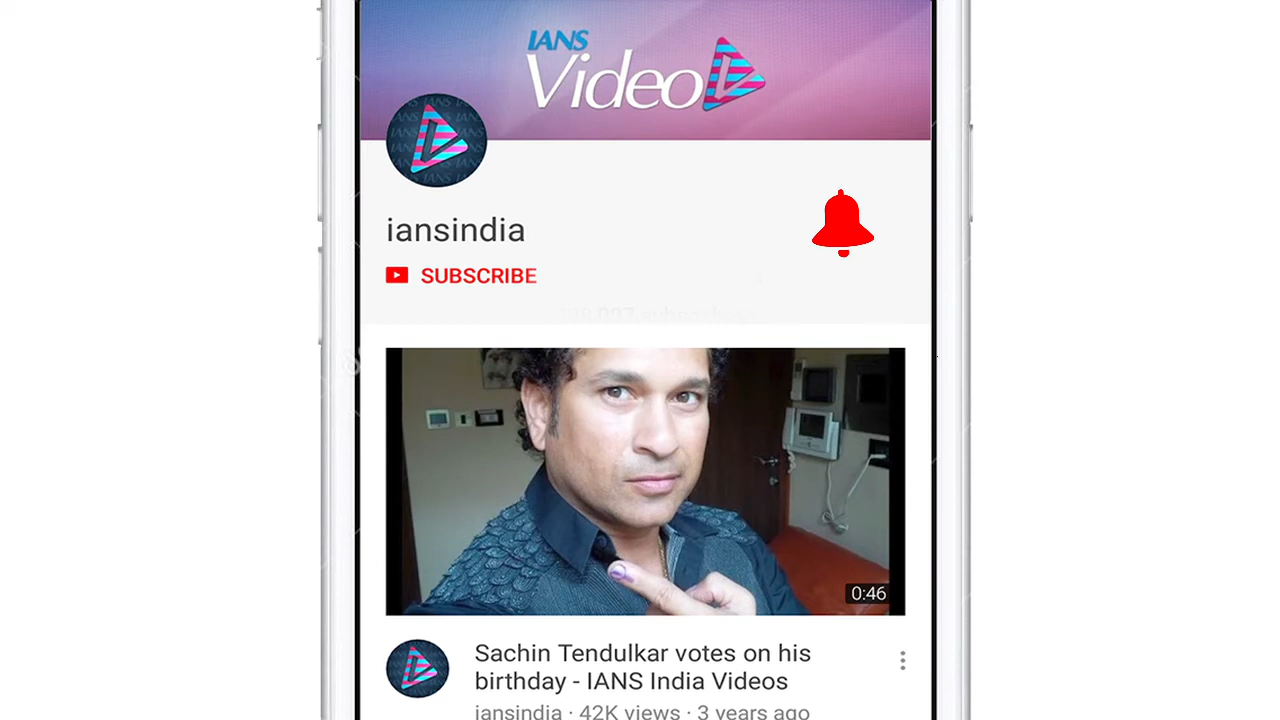 IANS
Video
iansindia
SUBSCRIBE
0:46
Sachin Tendulkar votes on his
birthday - IANS India Videos
iansindia · 42K views · 3 years ago